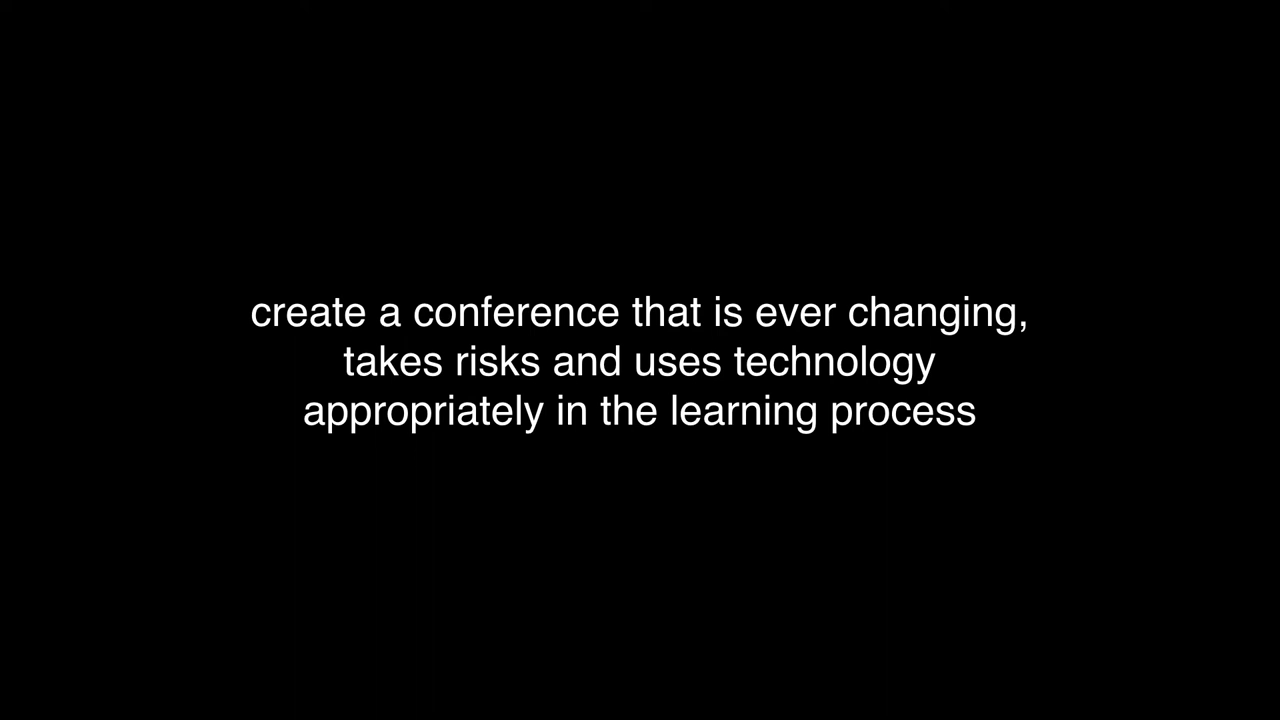 create a conference that is ever changing,
takes risks and uses technology
appropriately in the learning process